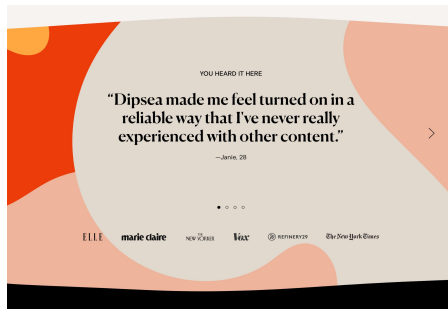 YOU HEARD IT HERE
“Dipsea made me feel turned on in a
reliable way that I've never really
experienced with other content.”
—Janie, 28
ELLE marie claire THE NEW YORKER Vox REFINERY29 The New York Times